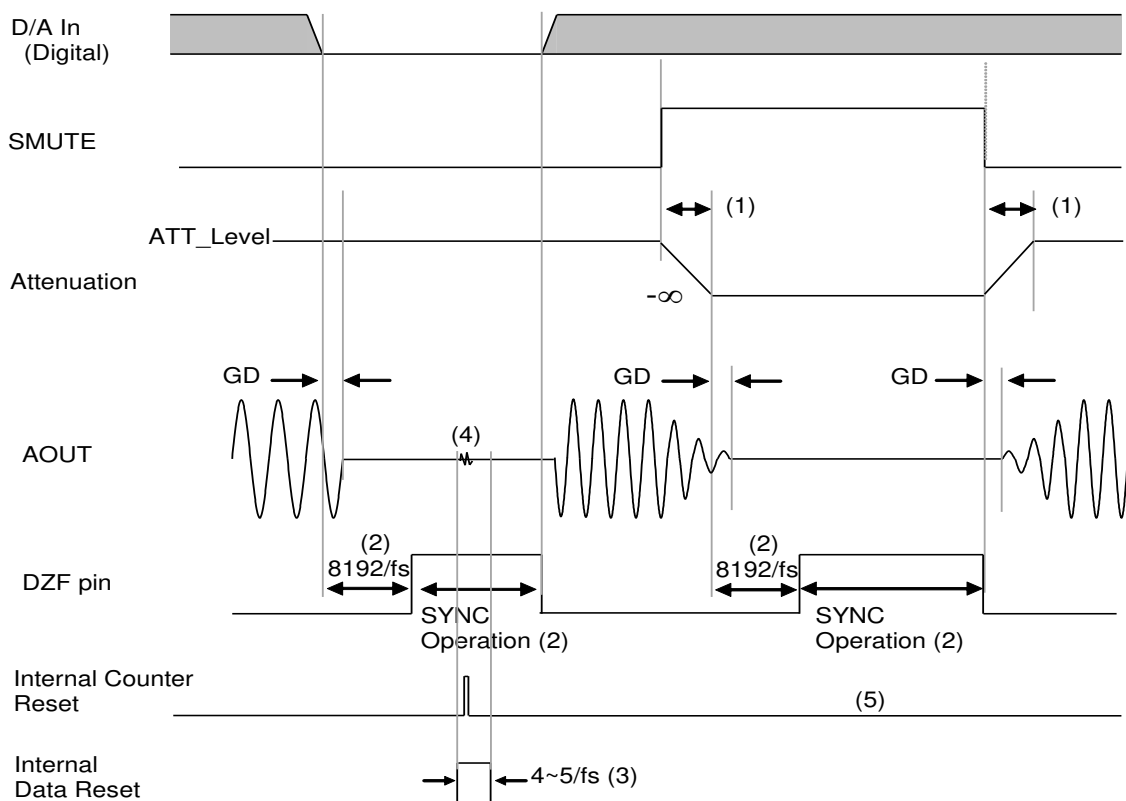 D/A In
(Digital)
SMUTE
(1)
(1)
ATT_Level
Attenuation
-∞
GD
GD
GD
AOUT
(4)
(2)
8192/fs
(2)
8192/fs
DZF pin
SYNC
Operation (2)
SYNC
Operation (2)
Internal Counter
Reset
(5)
Internal
Data Reset
4~5/fs (3)